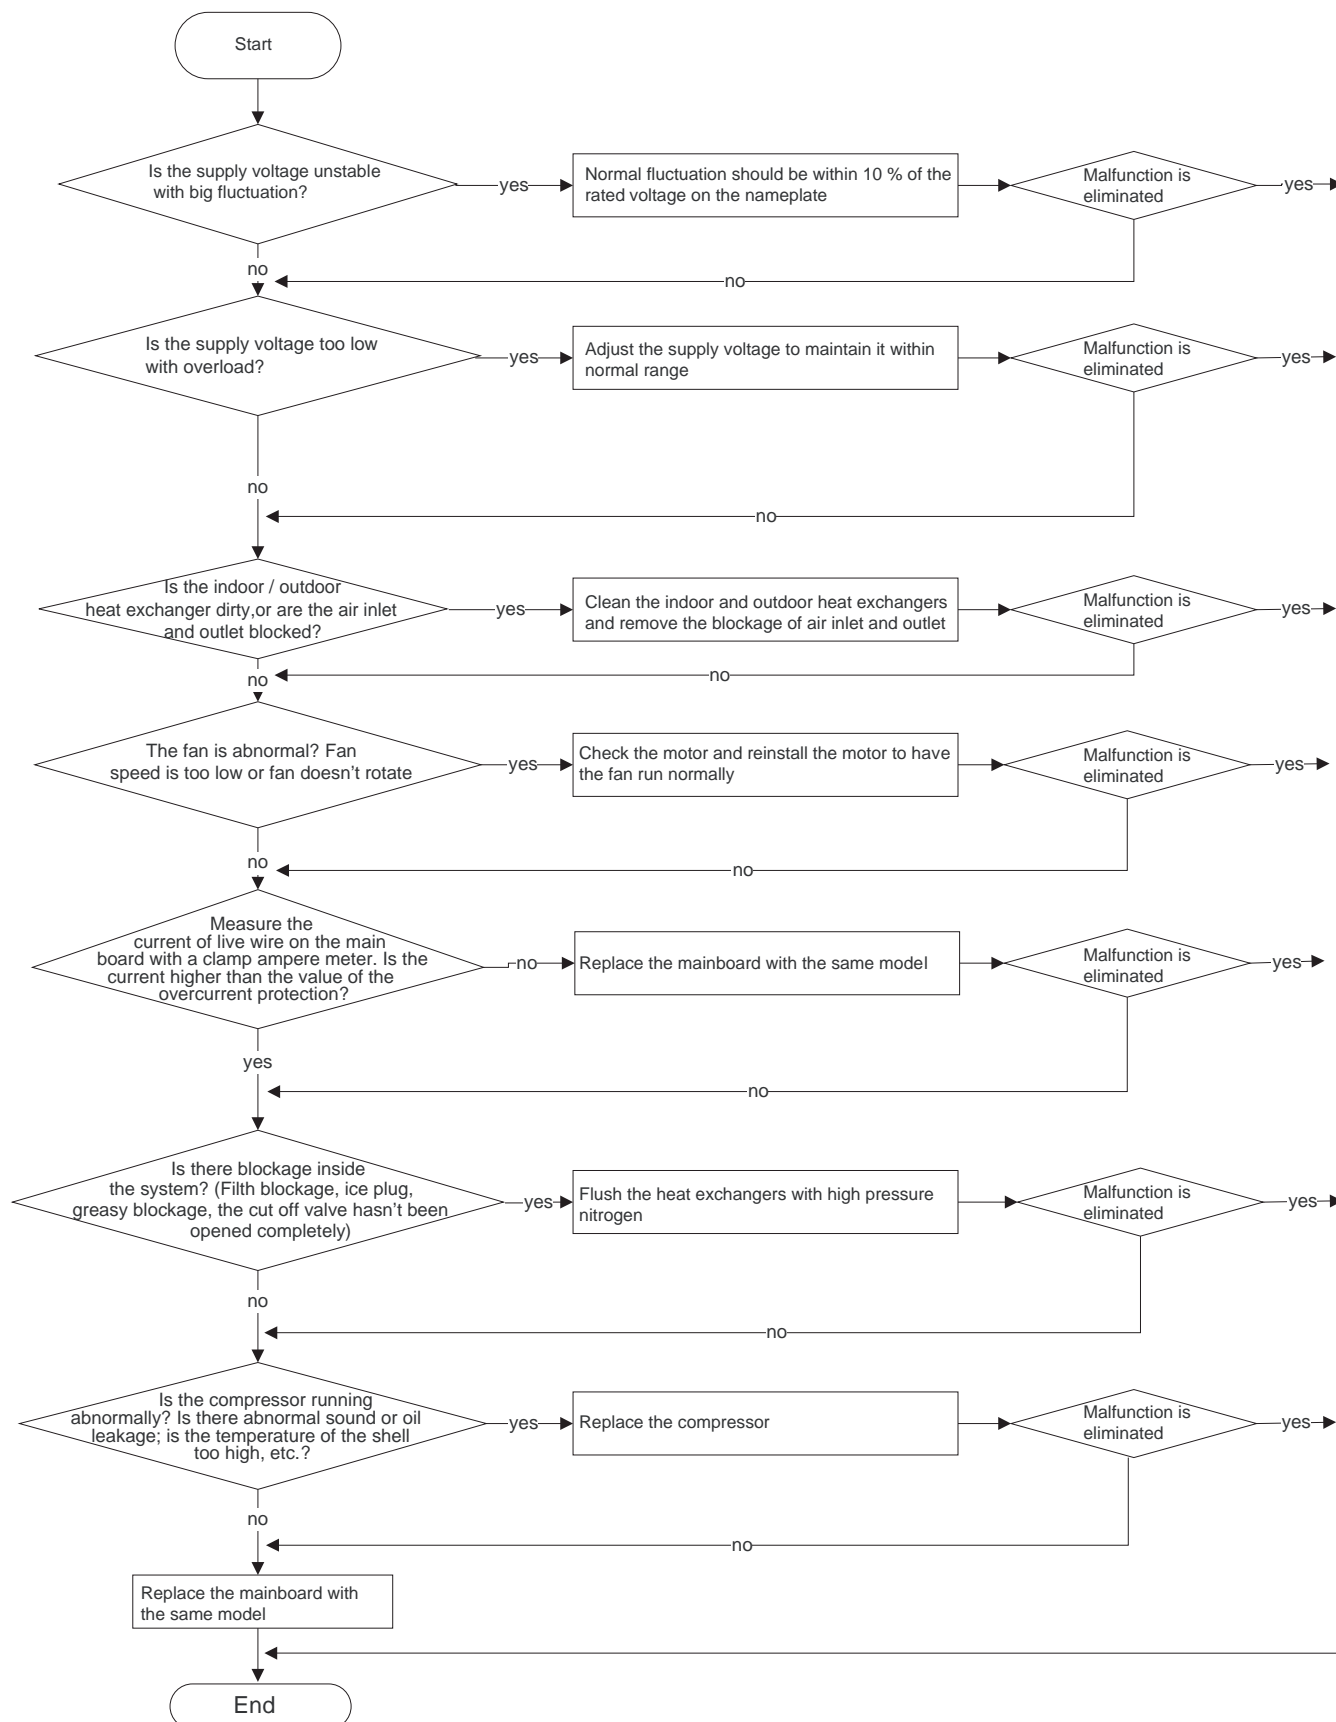 Start
Is the supply voltage unstable
with big fluctuation?
yes
Normal fluctuation should be within 10 % of the
rated voltage on the nameplate
Malfunction is
eliminated
yes
no
no
Is the supply voltage too low
with overload?
yes
Adjust the supply voltage to maintain it within
normal range
Malfunction is
eliminated
yes
no
no
Is the indoor / outdoor
heat exchanger dirty,or are the air inlet
and outlet blocked?
yes
Clean the indoor and outdoor heat exchangers
and remove the blockage of air inlet and outlet
Malfunction is
eliminated
yes
no
no
The fan is abnormal? Fan
speed is too low or fan doesn't rotate
yes
Check the motor and reinstall the motor to have
the fan run normally
Malfunction is
eliminated
yes
no
no
Measure the
current of live wire on the main
board with a clamp ampere meter. Is the
current higher than the value of the
overcurrent protection?
no
Replace the mainboard with the same model
Malfunction is
eliminated
yes
yes
no
Is there blockage inside
the system? (Filth blockage, ice plug,
greasy blockage, the cut off valve hasn't been
opened completely)
yes
Flush the heat exchangers with high pressure
nitrogen
Malfunction is
eliminated
yes
no
no
Is the compressor running
abnormally? Is there abnormal sound or oil
leakage; is the temperature of the shell
too high, etc.?
yes
Replace the compressor
Malfunction is
eliminated
yes
no
no
Replace the mainboard with
the same model
End